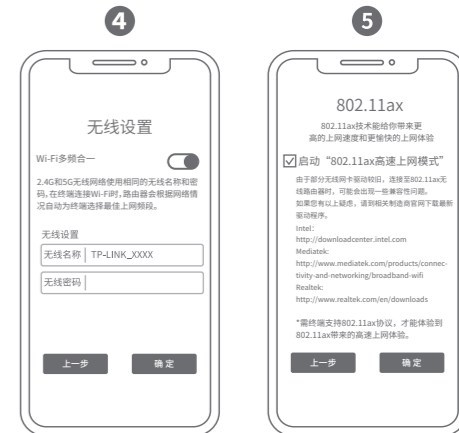 4
无线设置
Wi-Fi多频合一
2.4G和5G无线网络使用相同的无线名称和密
码,在终端连接Wi-Fi时,路由器会根据网络情
况自动为终端选择最佳上网频段。
无线设置
无线名称 TP-LINK_XXXX
无线密码
上一步 确定
5
802.11ax
802.11ax技术能给你带来更
高的上网速度和更愉快的上网体验
启动“802.11ax高速上网模式”
由于部分无线网卡驱动较旧，连接至802.11ax无
线路由器时，可能会出现一些兼容性问题。
如果您有以上疑虑，请到相关制造商官网下载最新
驱动程序。
Intel:
http://downloadcenter.intel.com
Mediatek:
http://www.mediatek.com/products/connec-
tivity-and-networking/broadband-wifi
Realtek:
http://www.realtek.com/en/downloads
*需终端支持802.11ax协议，才能体验到
802.11ax带来的高速上网体验。
上一步 确定